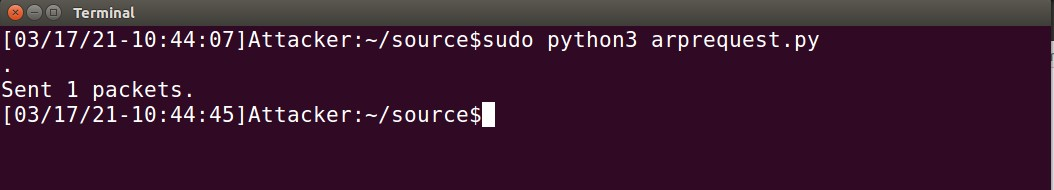 Terminal
[03/17/21-10:44:07]Attacker:~/source$sudo python3 arprequest.py
.
Sent 1 packets.
[03/17/21-10:44:45]Attacker:~/source$